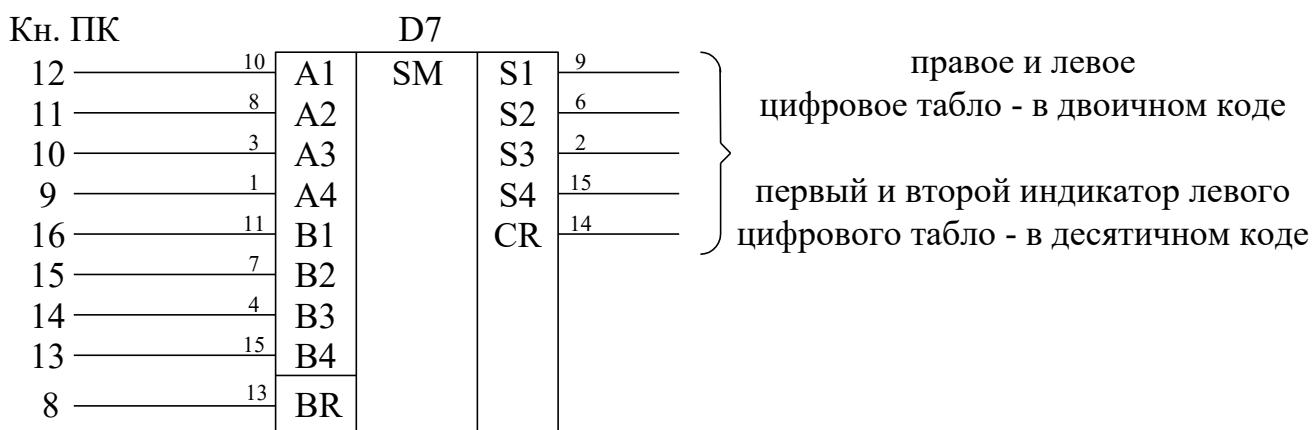 Кн. ПК D7
12 10 A1 SM S1 9 правое и левое
11 8 A2 S2 6 цифровое табло - в двоичном коде
10 3 A3 S3 2
9 1 A4 S4 15 первый и второй индикатор левого
16 11 B1 CR 14 цифрового табло - в десятичном коде
15 7 B2
14 4 B3
13 15 B4
8 13 BR